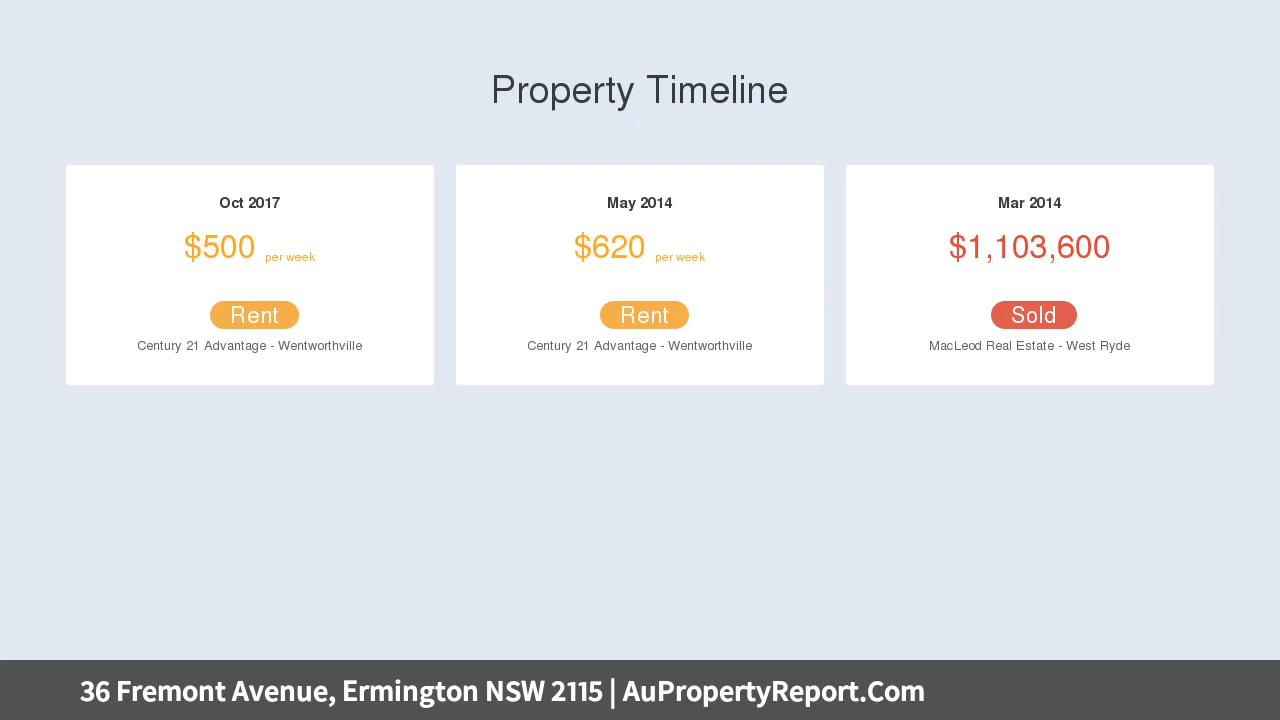 Property Timeline
Oct 2017
$500 per week
Rent
Century 21 Advantage - Wentworthville
May 2014
$620 per week
Rent
Century 21 Advantage - Wentworthville
Mar 2014
$1,103,600
Sold
MacLeod Real Estate - West Ryde
36 Fremont Avenue, Ermington NSW 2115 | AuPropertyReport.Com